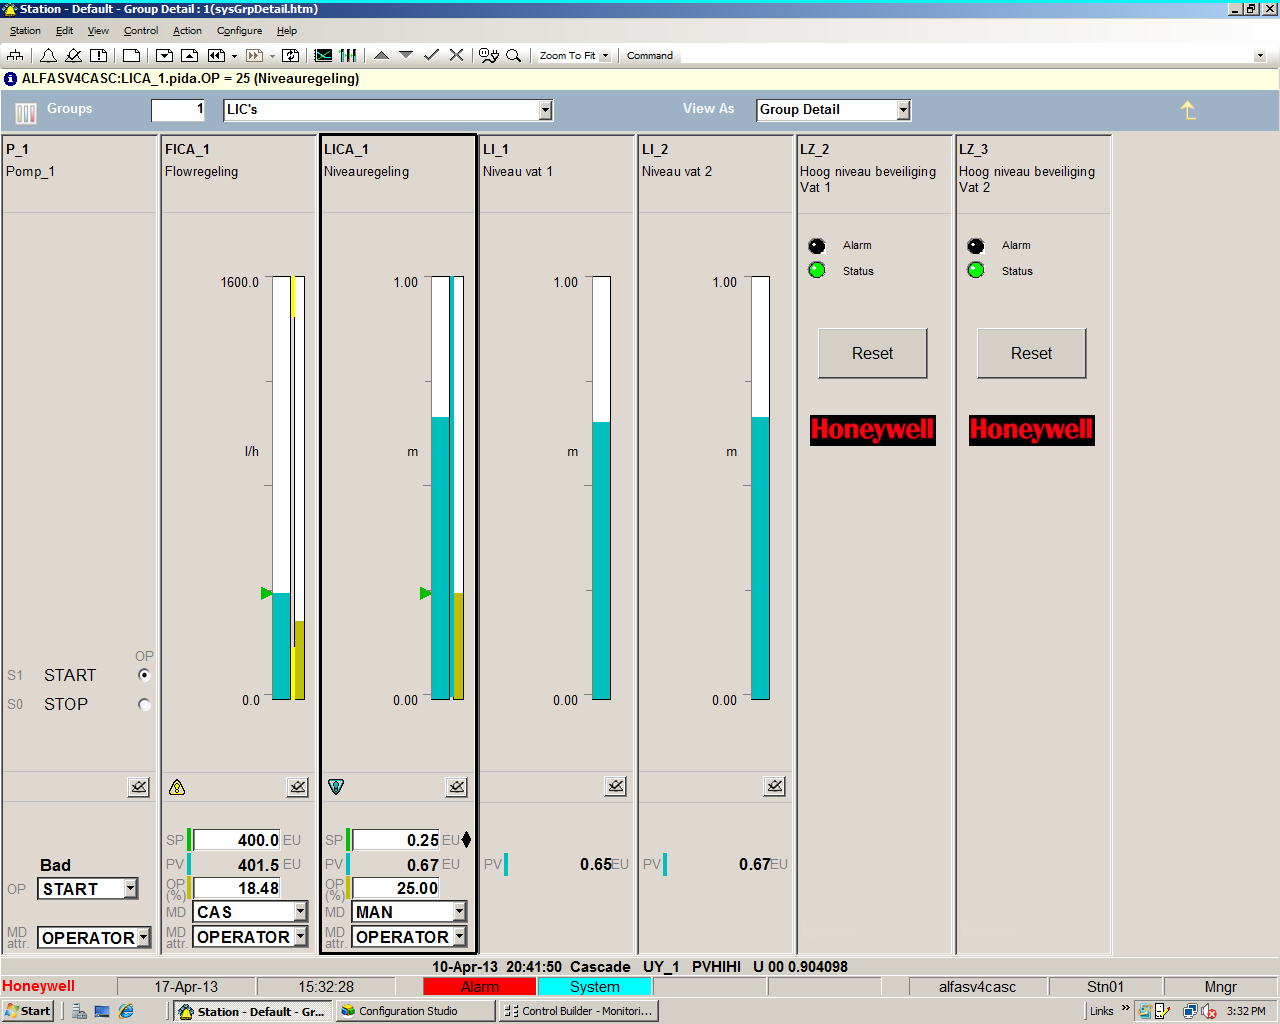 Station - Default - Group Detail : 1(sysGrpDetail.htm)
Station Edit View Control Action Configure Help
Zoom To Fit Command
ALFASV4CASC:LICA_1.pida.OP = 25 (Niveauregeling)
Groups 1 LIC's View As Group Detail
P_1 FICA_1 LICA_1 LI_1 LI_2 LZ_2 LZ_3
Pomp_1 Flowregeling Niveauregeling Niveau vat 1 Niveau vat 2 Hoog niveau beveiliging Hoog niveau beveiliging
Vat 1 Vat 2
Alarm Alarm
Status Status
1600.0 1.00 1.00 1.00
Reset Reset
Honeywell Honeywell
l/h m m m
OP
S1 START
S0 STOP
0.0 0.00 0.00 0.00
SP 400.0 EU SP 0.25 EU
Bad PV 401.5 EU PV 0.67 EU PV 0.65 EU PV 0.67 EU
OP START OP (%) 18.48 OP (%) 25.00
MD CAS MD MAN
MD attr. OPERATOR MD attr. OPERATOR MD attr. OPERATOR
10-Apr-13 20:41:50 Cascade UY_1 PVHIHI U 00 0.904098
Honeywell 17-Apr-13 15:32:28 Alarm System alfasv4casc Stn01 Mngr
Start Station - Default - Gr... Configuration Studio Control Builder - Monitori... Links » 3:32 PM